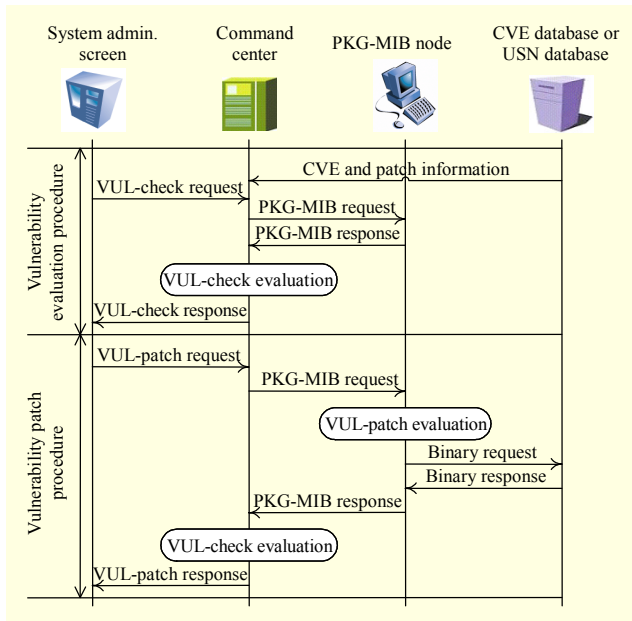 System admin.
screen
Command
center
PKG-MIB node
CVE database or
USN database
Vulnerability
evaluation procedure
CVE and patch information
VUL-check request
PKG-MIB request
PKG-MIB response
VUL-check evaluation
VUL-check response
Vulnerability patch
procedure
VUL-patch request
PKG-MIB request
VUL-patch evaluation
Binary request
Binary response
PKG-MIB response
VUL-check evaluation
VUL-patch response